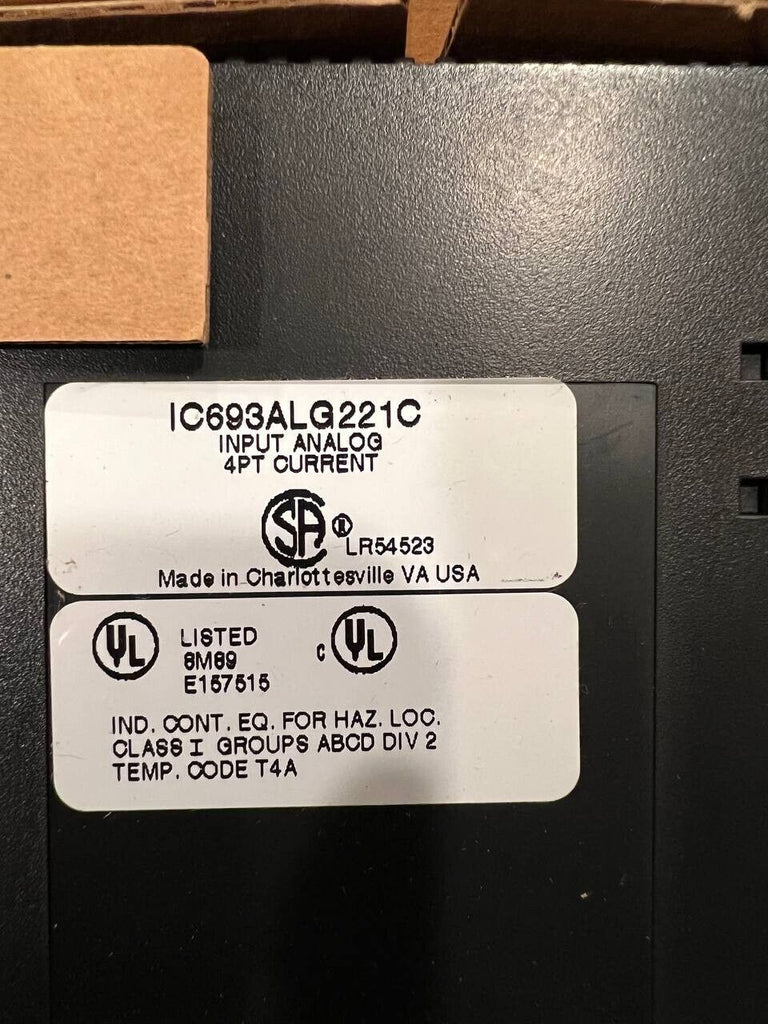 IC693ALG221C
INPUT ANALOG
4PT CURRENT
SA ® LR54523
Made in Charlottesville VA USA
UL LISTED c UL
8M89
E157515
IND. CONT. EQ. FOR HAZ. LOC.
CLASS I GROUPS ABCD DIV 2
TEMP. CODE T4A